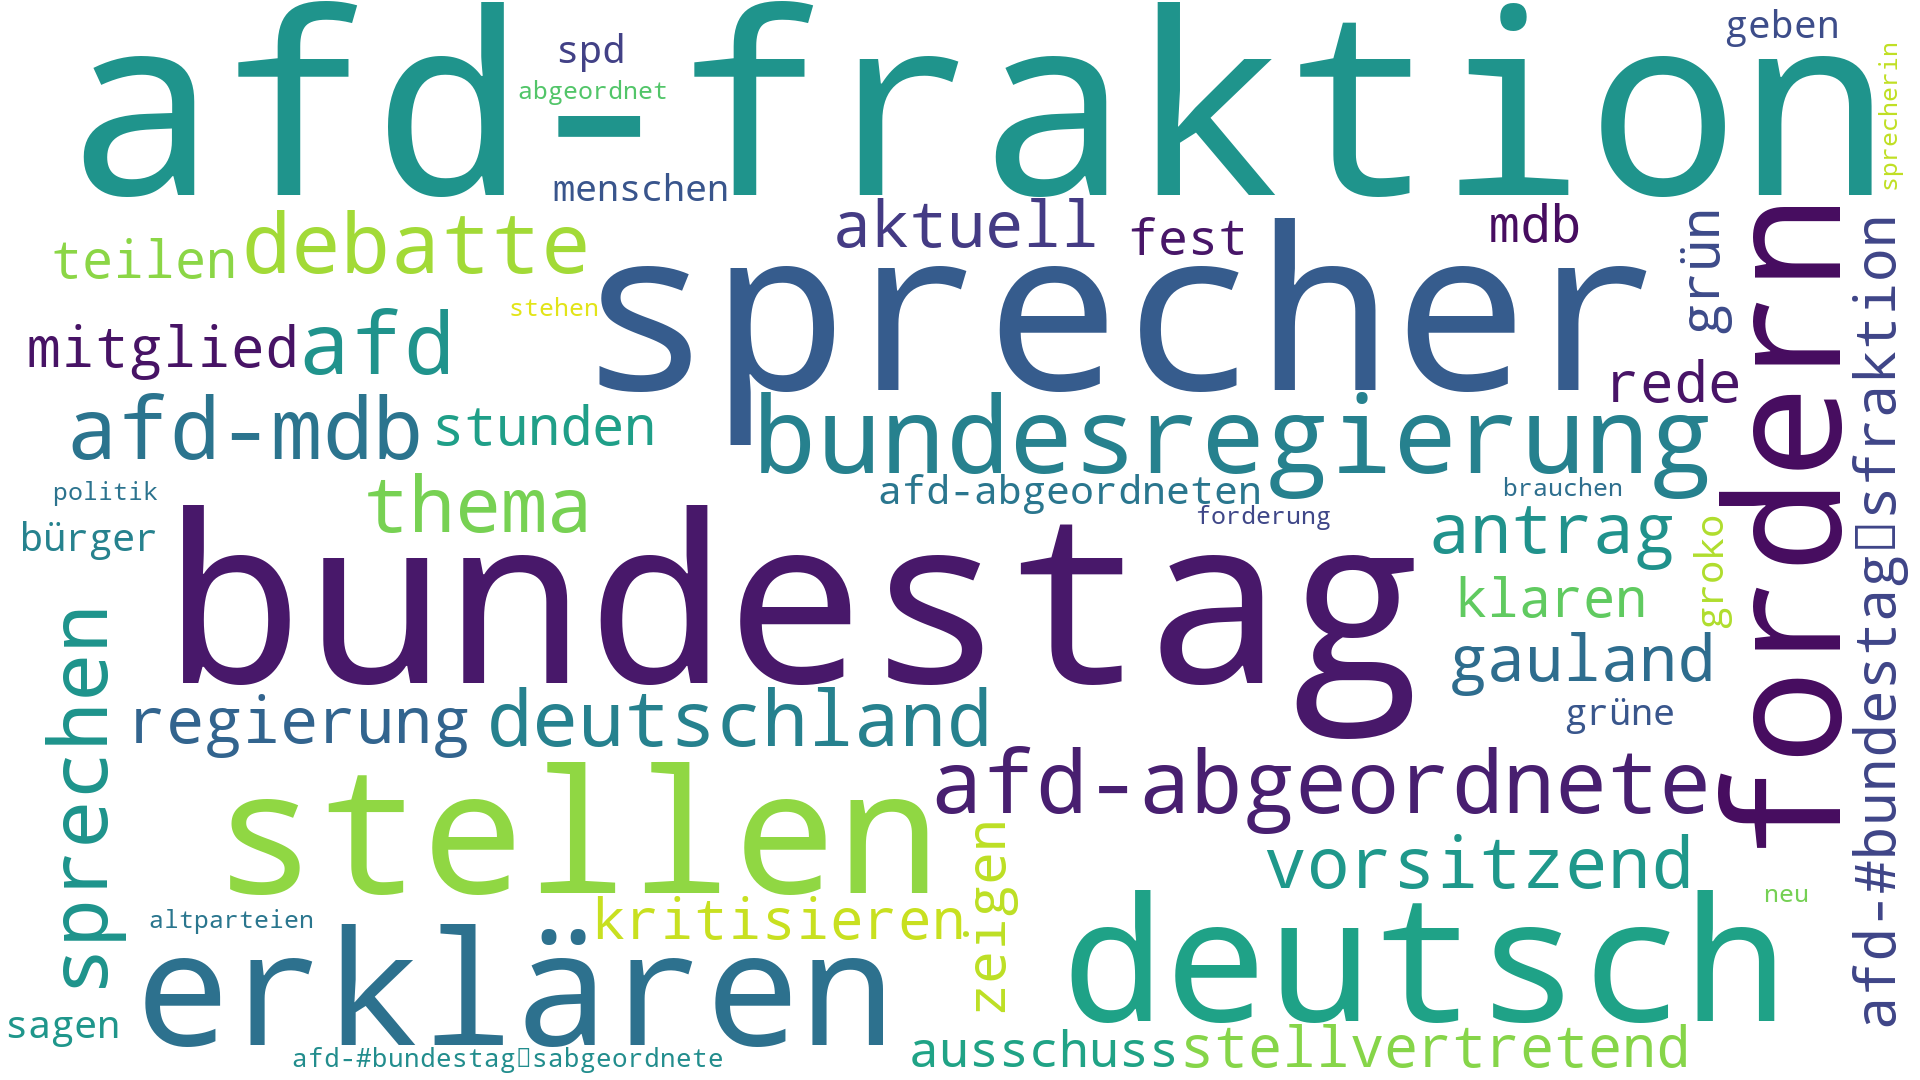 afd-fraktion
spd
geben
abgeordnet
sprecherin
menschen
aktuell
fest
mdb
grün
debatte
teilen
sprecher
fordern
stehen
mitglied
afd
rede
afd-#bundestag▯sfraktion
afd-mdb
stunden
bundesregierung
politik
thema
afd-abgeordneten
brauchen
forderung
antrag
bürger
bundestag
groko
klaren
gauland
sprechen
regierung
deutschland
grüne
stellen
afd-abgeordnete
zeigen
vorsitzend
neu
altparteien
kritisieren
deutsch
erklären
sagen
ausschuss
stellvertretend
afd-#bundestag▯sabgeordnete